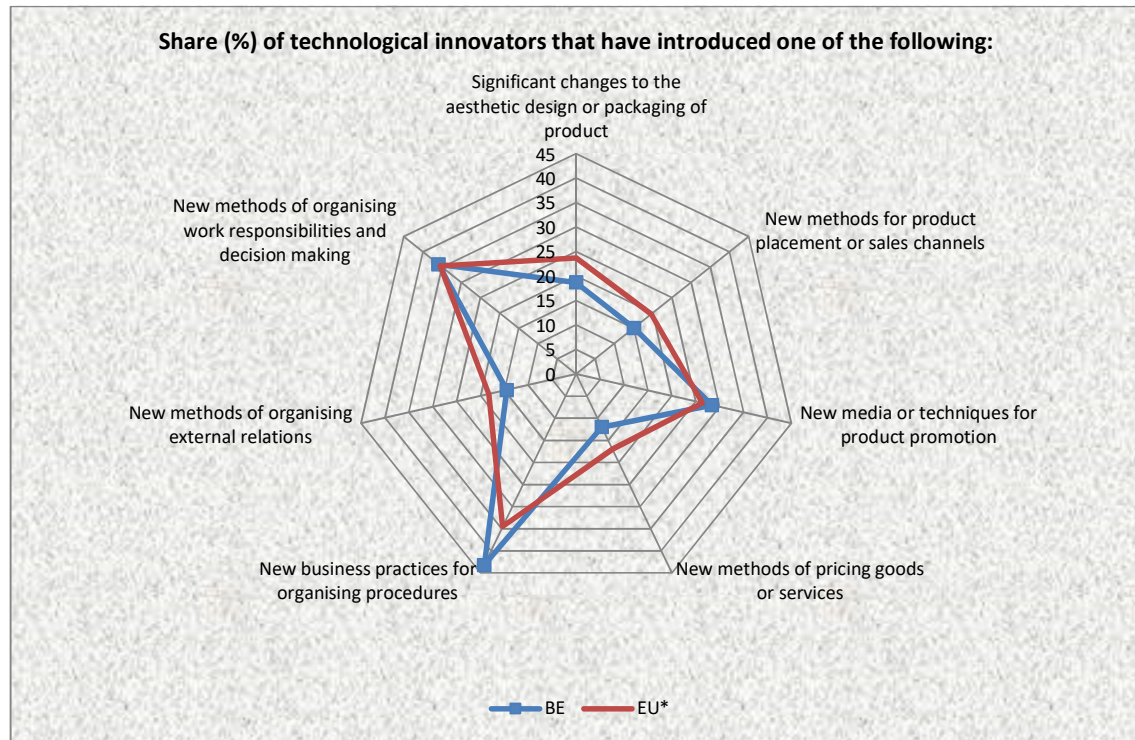 Share (%) of technological innovators that have introduced one of the following:
Significant changes to the
aesthetic design or packaging of
product
45
40
35
30
25
20
15
10
5
0
New methods for product
placement or sales channels
New media or techniques for
product promotion
New methods of pricing goods
or services
New business practices for
organising procedures
New methods of organising
external relations
New methods of organising
work responsibilities and
decision making
BE
EU*